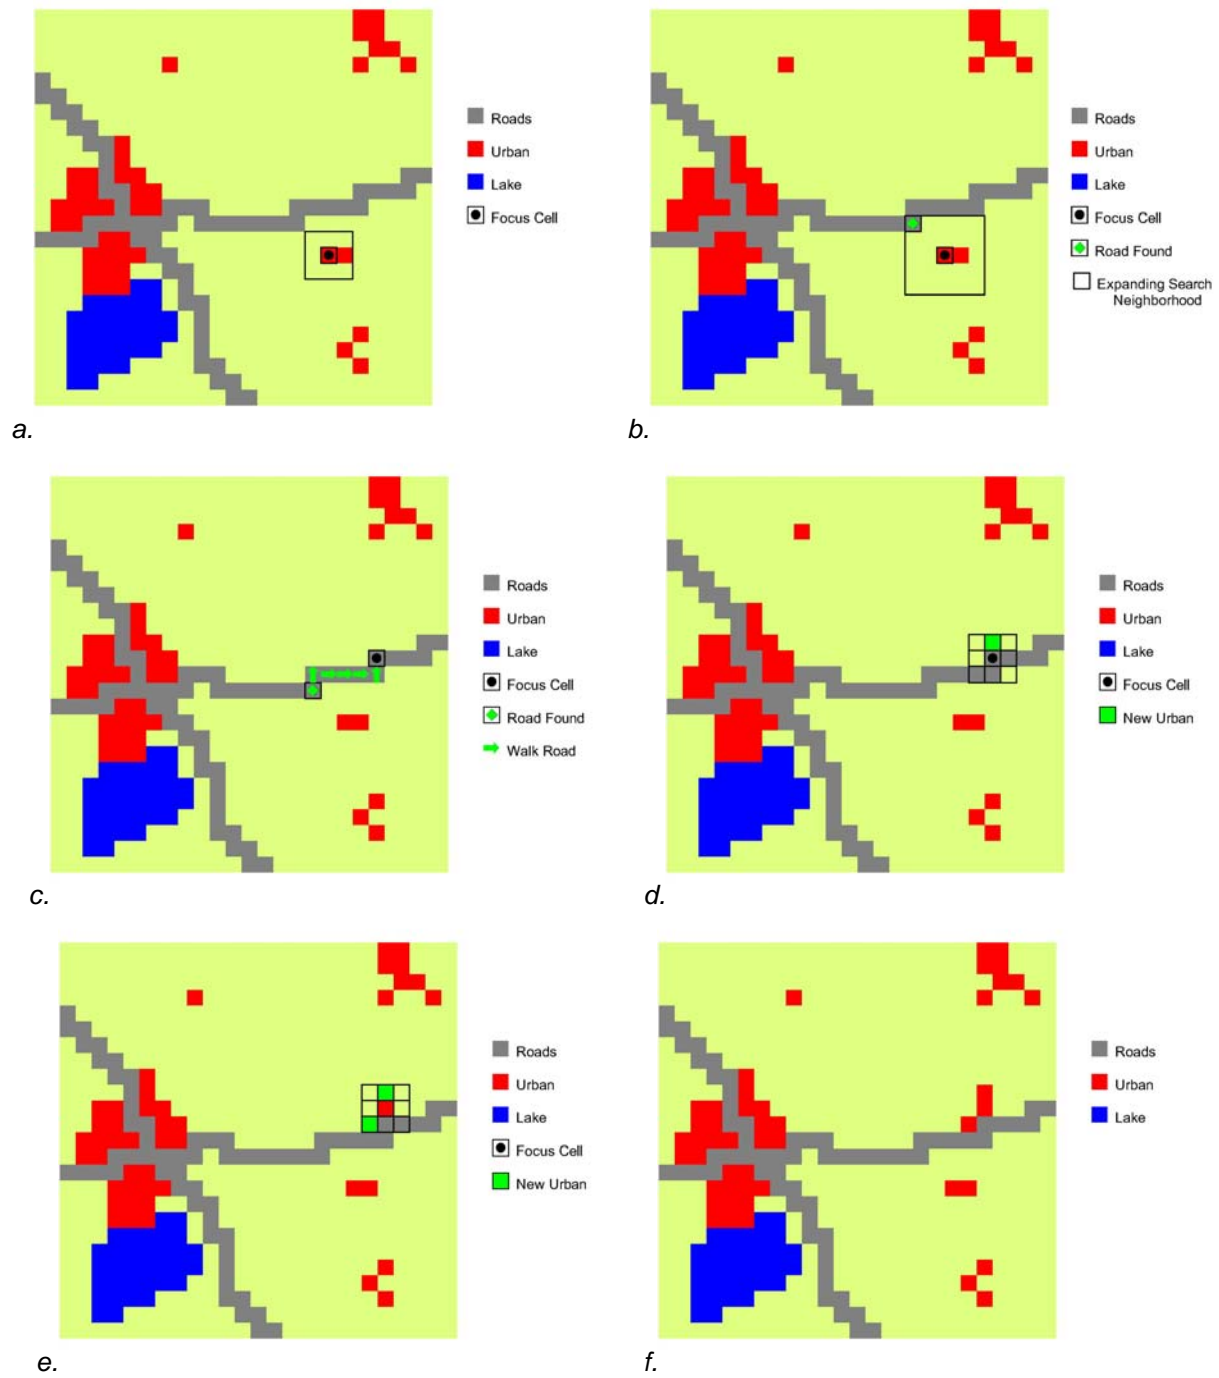 Roads
Urban
Lake
Focus Cell
a.
Roads
Urban
Lake
Focus Cell
Road Found
Expanding Search
Neighborhood
b.
Roads
Urban
Lake
Focus Cell
Road Found
Walk Road
c.
Roads
Urban
Lake
Focus Cell
New Urban
d.
Roads
Urban
Lake
Focus Cell
New Urban
e.
Roads
Urban
Lake
f.